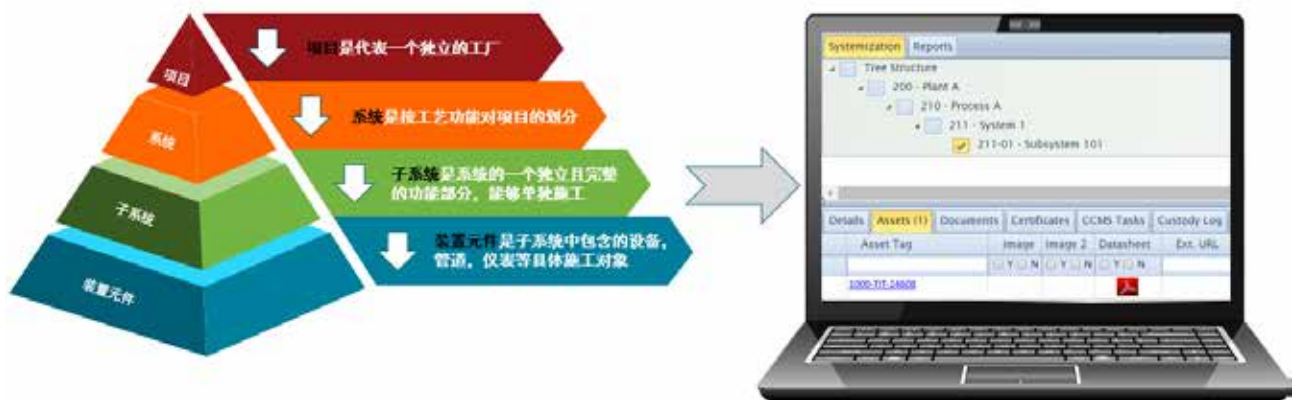 项目
系统
子系统
装置元件
项目是代表一个独立的工厂
系统是按工艺功能对项目的划分
子系统是系统的一个独立且完整
的功能部分，能够单独施工
装置元件是子系统中包含的设备，
管道，仪表等具体施工对象
Systemization Reports
Tree Structure
200 - Plant A
210 - Process A
211 - System 1
211-01 - Subsystem 101
Details Assets (1) Documents Certificates CCMS Tasks Custody Log
Asset Tag Image Image 2 Datasheet Ext. URL
Y N Y N Y N
1000-TIT-24608